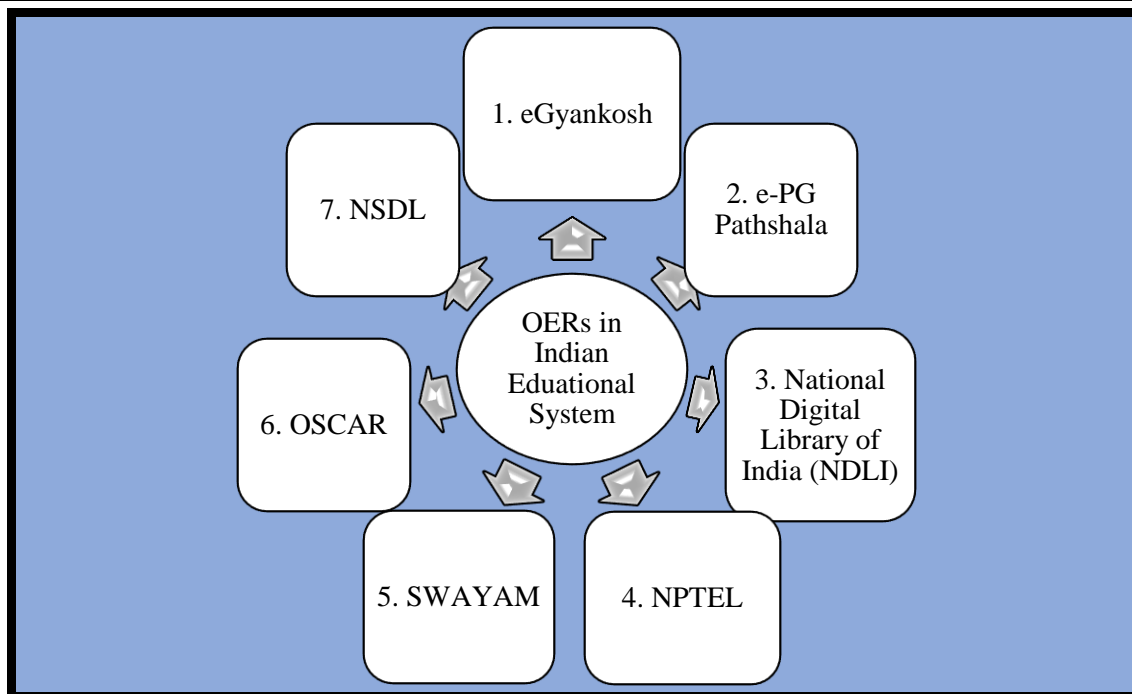 OERs in
Indian
Eduational
System
1. eGyankosh
2. e-PG
Pathshala
3. National
Digital
Library of
India (NDLI)
4. NPTEL
5. SWAYAM
6. OSCAR
7. NSDL